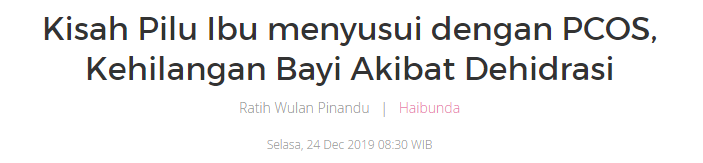 Kisah Pilu Ibu menyusui dengan PCOS,
Kehilangan Bayi Akibat Dehidrasi
Ratih Wulan Pinandu | Haibunda
Selasa, 24 Dec 2019 08:30 WIB